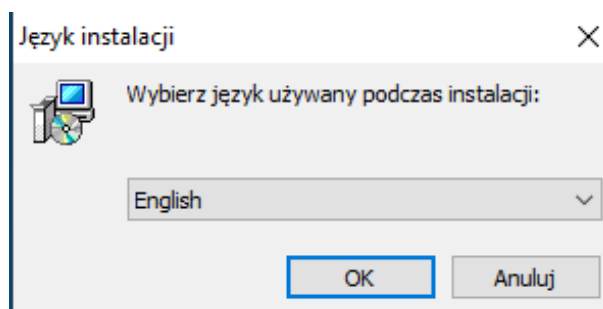 Język instalacji
Wybierz język używany podczas instalacji:
English
OK
Anuluj